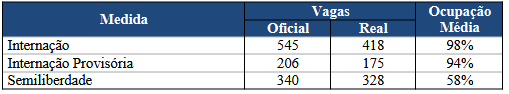 Medida Vagas Ocupação Média
Oficial Real
Internação 545 418 98%
Internação Provisória 206 175 94%
Semiliberdade 340 328 58%